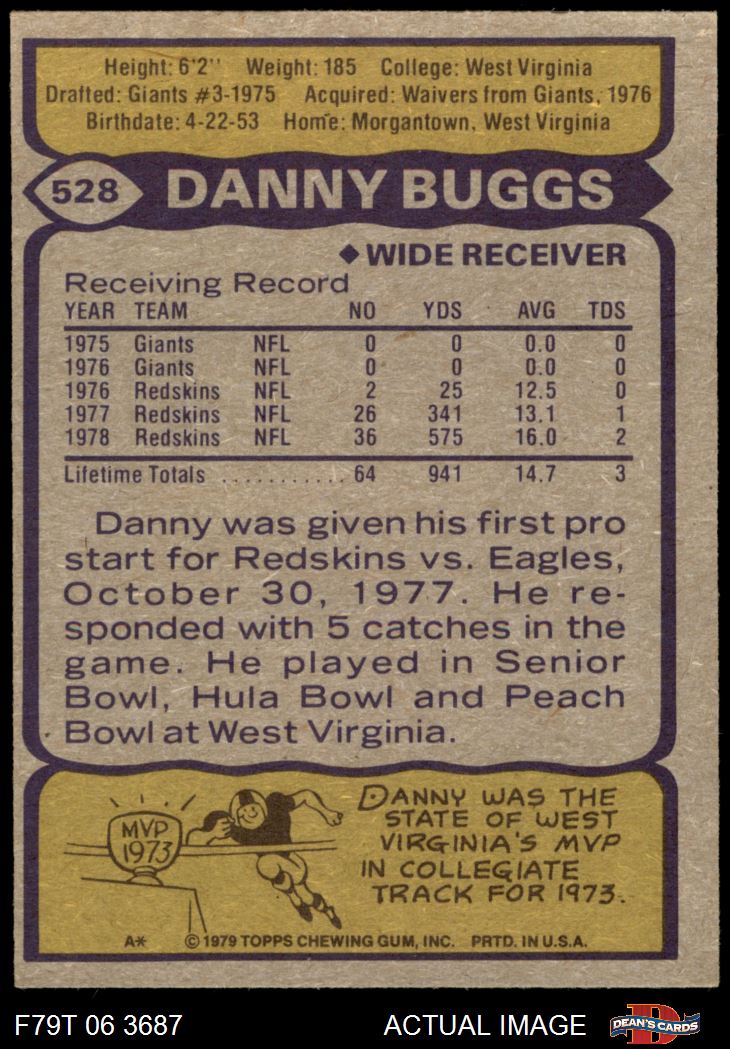 Height: 6'2'' Weight: 185 College: West Virginia
Drafted: Giants #3-1975 Acquired: Waivers from Giants, 1976
Birthdate: 4-22-53 Home: Morgantown, West Virginia
528 DANNY BUGGS
◆ WIDE RECEIVER
Receiving Record
YEAR TEAM NO YDS AVG TDS
1975 Giants NFL 0 0 0.0 0
1976 Giants NFL 0 0 0.0 0
1976 Redskins NFL 2 25 12.5 0
1977 Redskins NFL 26 341 13.1 1
1978 Redskins NFL 36 575 16.0 2
Lifetime Totals ........... 64 941 14.7 3
Danny was given his first pro
start for Redskins vs. Eagles,
October 30, 1977. He re-
sponded with 5 catches in the
game. He played in Senior
Bowl, Hula Bowl and Peach
Bowl at West Virginia.
MVP
1973
DANNY WAS THE
STATE OF WEST
VIRGINIA'S MVP
IN COLLEGIATE
TRACK FOR 1973.
A* © 1979 TOPPS CHEWING GUM, INC. PRTD. IN U.S.A.
F79T 06 3687 ACTUAL IMAGE DEAN'S CARDS